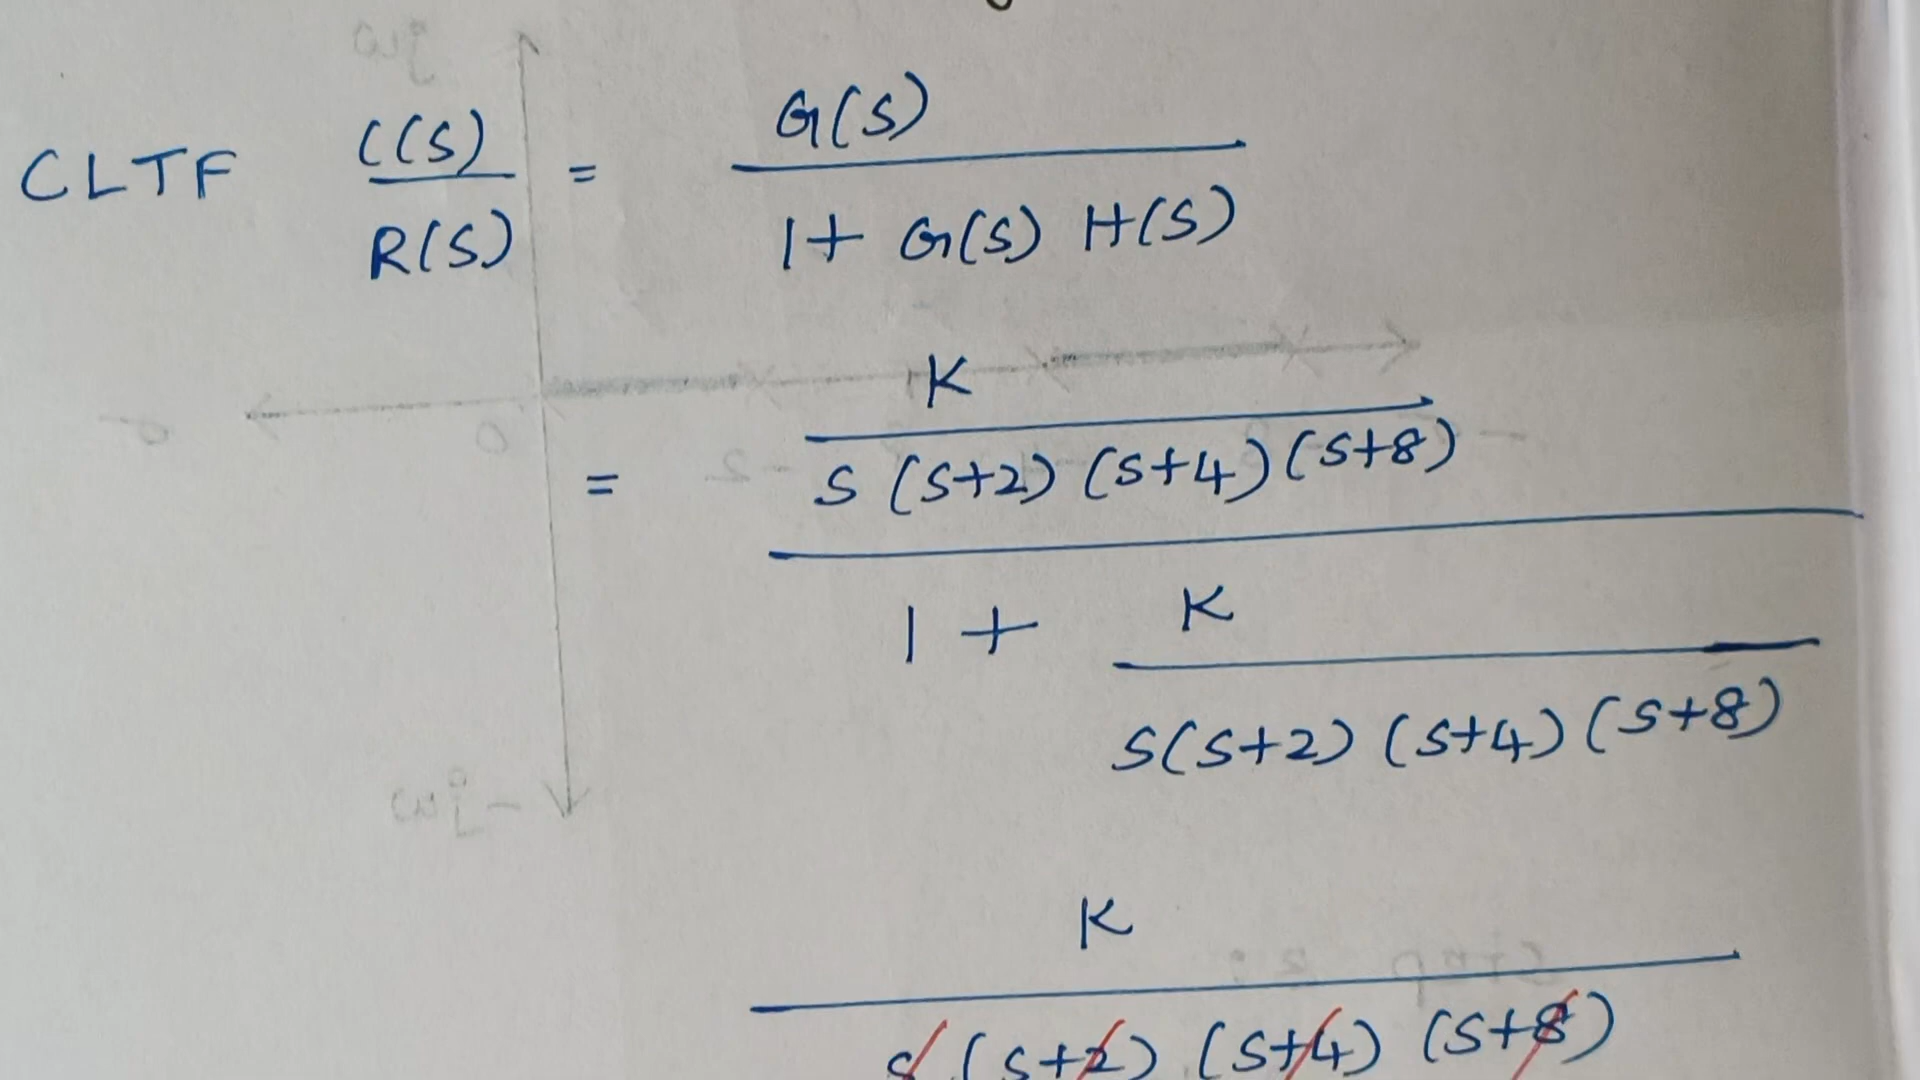 CLTF C(S)/R(S) = G(S)/(1+ G(S) H(S))
= K/(S (S+2) (S+4) (S+8))
1 + K/(S(S+2) (S+4) (S+8))
K
S (S+2) (S+4) (S+8)